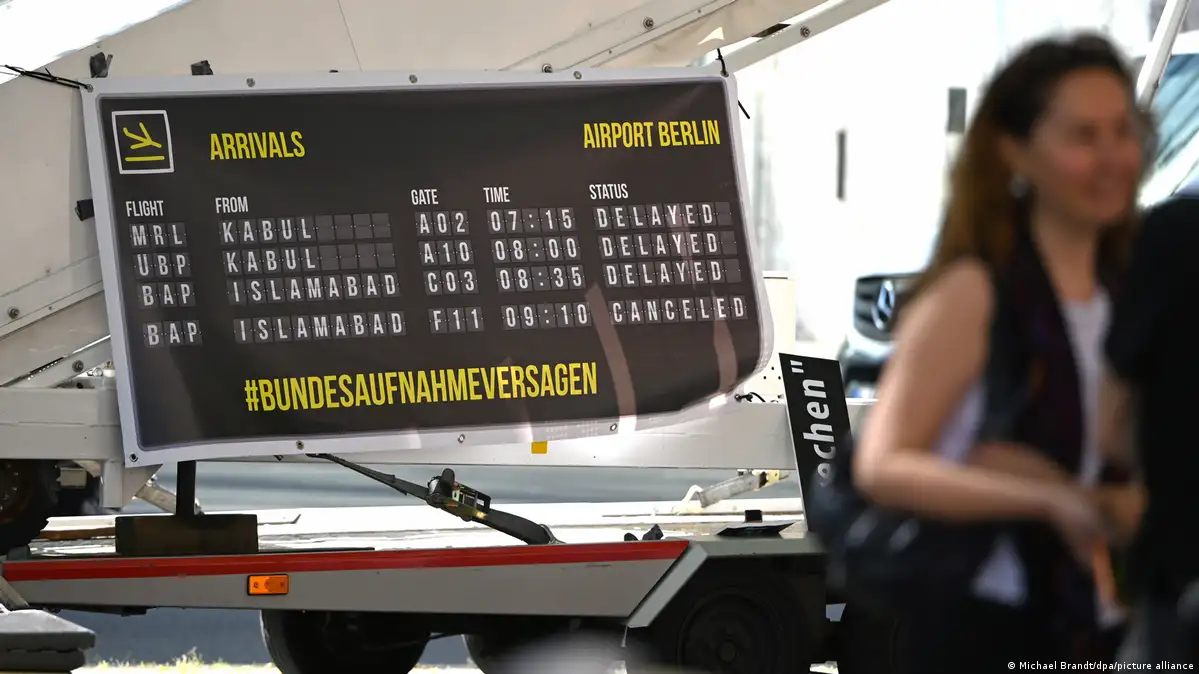 ARRIVALS AIRPORT BERLIN
FLIGHT FROM GATE TIME STATUS
MRL KABUL A02 07:15 DELAYED
UBP KABUL A10 08:00 DELAYED
BAP ISLAMABAD C03 08:35 DELAYED
BAP ISLAMABAD F11 09:10 CANCELED
#BUNDESAUFNAHMEVERSAGEN
© Michael Brandt/dpa/picture alliance